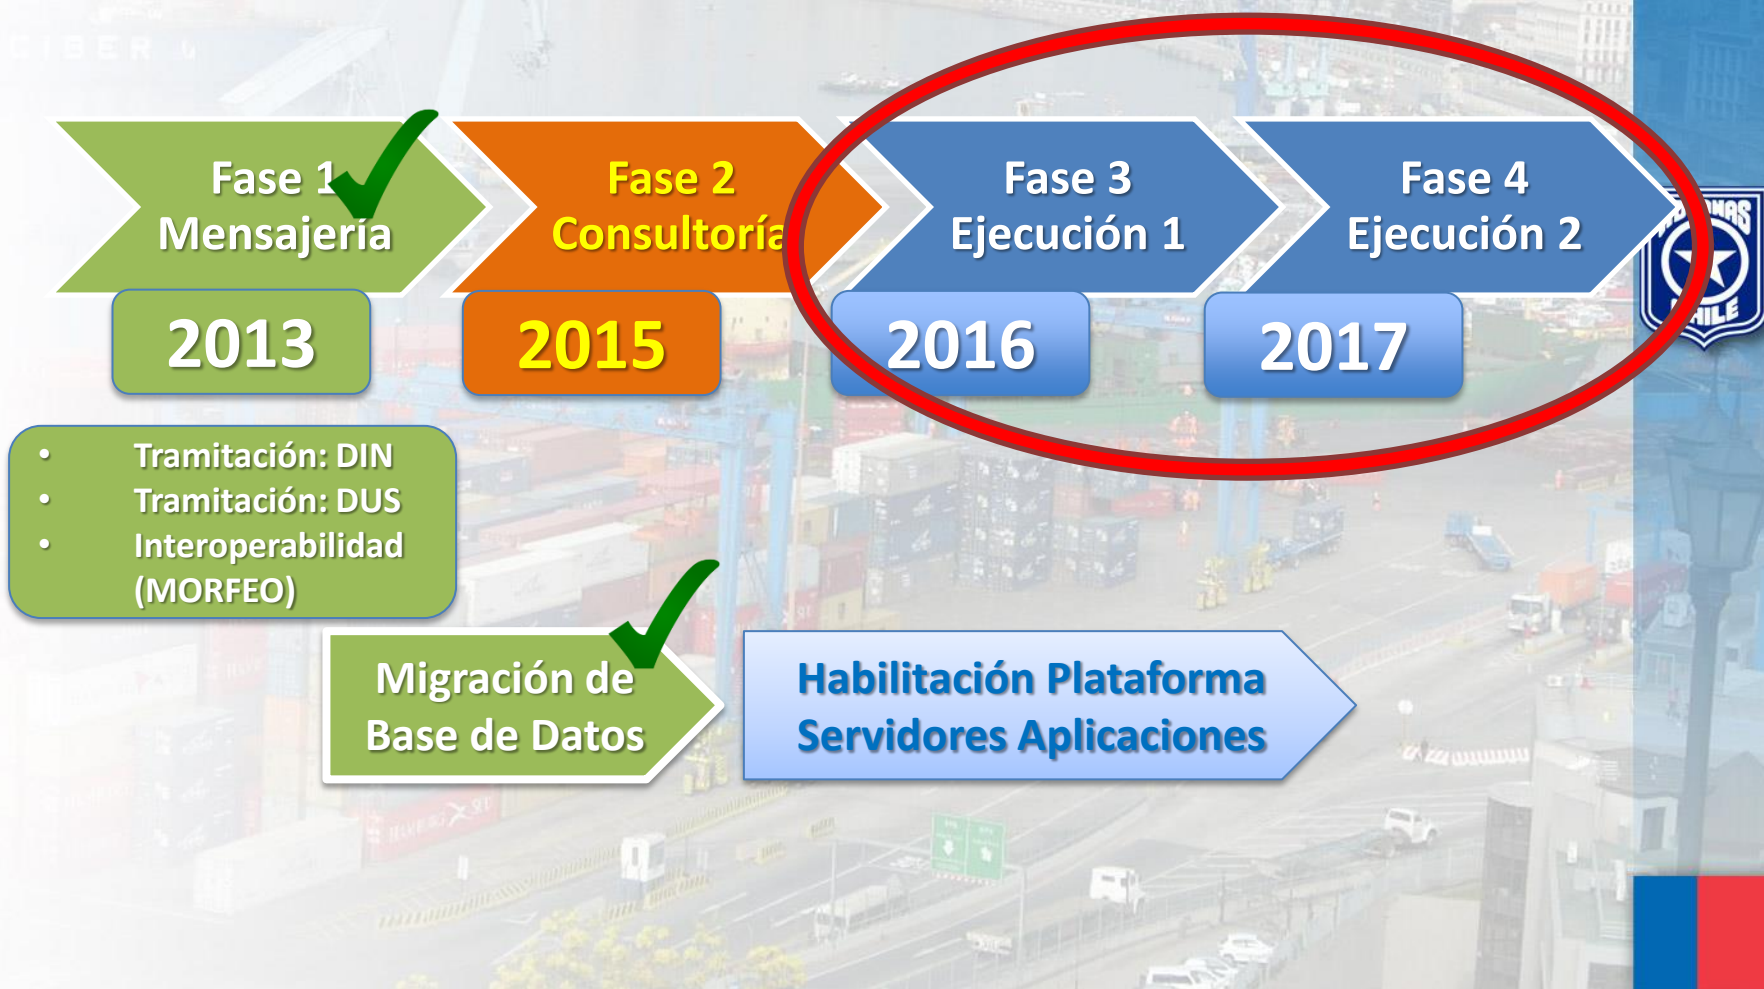 Fase 1
Mensajería
Fase 2
Consultoría
Fase 3
Ejecución 1
Fase 4
Ejecución 2
2013
2015
2016
2017
• Tramitación: DIN
• Tramitación: DUS
• Interoperabilidad
(MORFEO)
Migración de
Base de Datos
Habilitación Plataforma
Servidores Aplicaciones